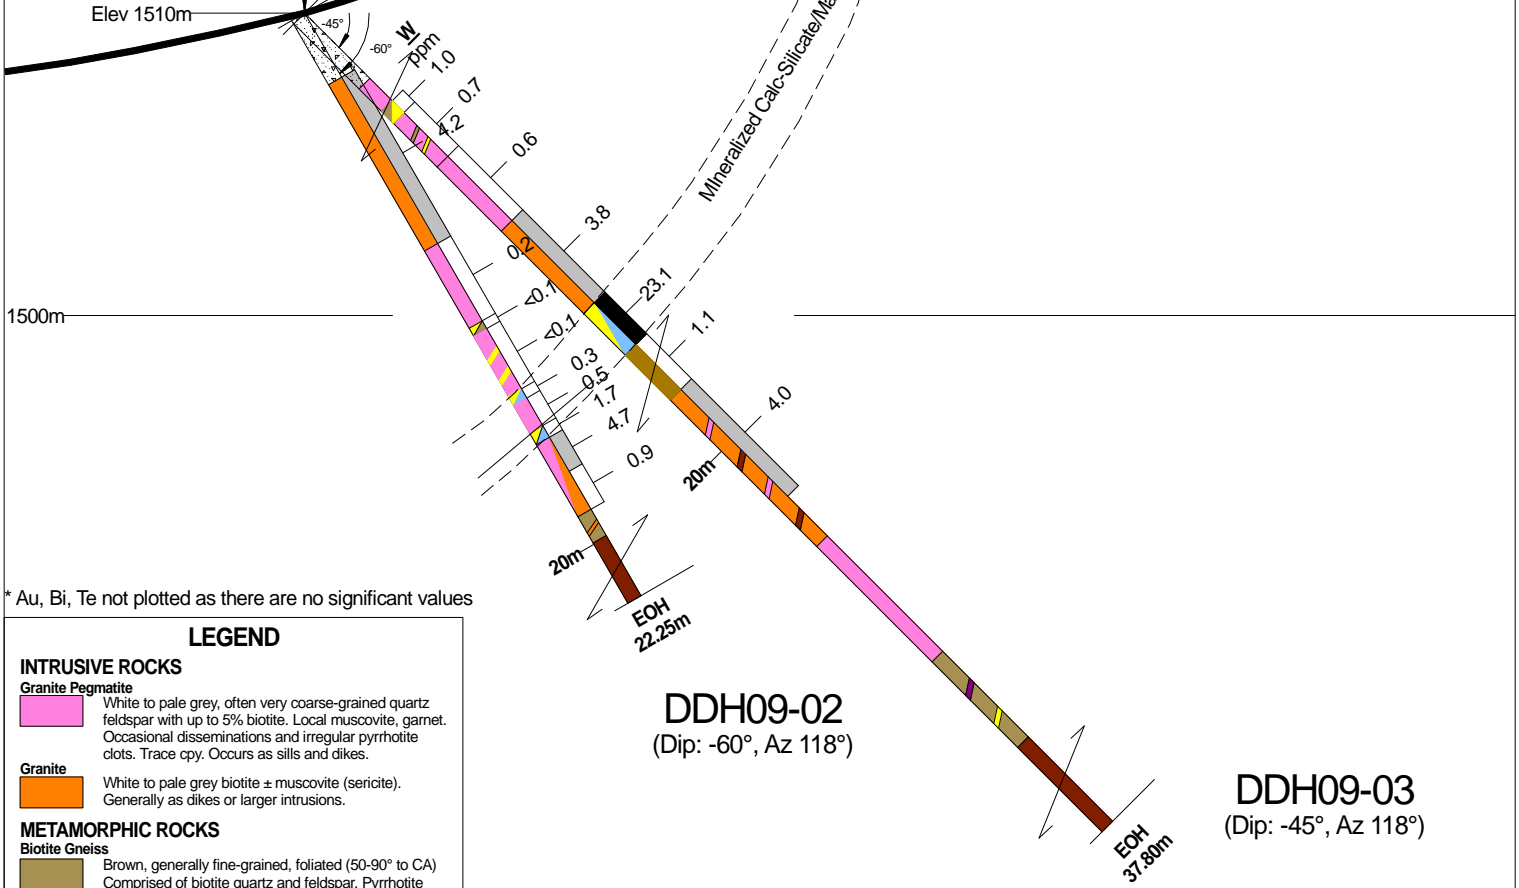 Elev 1510m
-45°
-60°
W
ppm
1.0
0.7
4.2
0.6
3.8
23.1
1.1
4.0
MIneralized Calc-Silicate/Ma
1500m
0.2
<0.1
<0.1
0.3
0.5
1.7
4.7
0.9
20m
20m
EOH
22.25m
DDH09-02
(Dip: -60°, Az 118°)
EOH
37.80m
DDH09-03
(Dip: -45°, Az 118°)
* Au, Bi, Te not plotted as there are no significant values
LEGEND
INTRUSIVE ROCKS
Granite Pegmatite
White to pale grey, often very coarse-grained quartz
feldspar with up to 5% biotite. Local muscovite, garnet.
Occasional disseminations and irregular pyrrhotite
clots. Trace cpy. Occurs as sills and dikes.
Granite
White to pale grey biotite ± muscovite (sericite).
Generally as dikes or larger intrusions.
METAMORPHIC ROCKS
Biotite Gneiss
Brown, generally fine-grained, foliated (50-90° to CA)
Comprised of biotite quartz and feldspar. Pyrrhotite